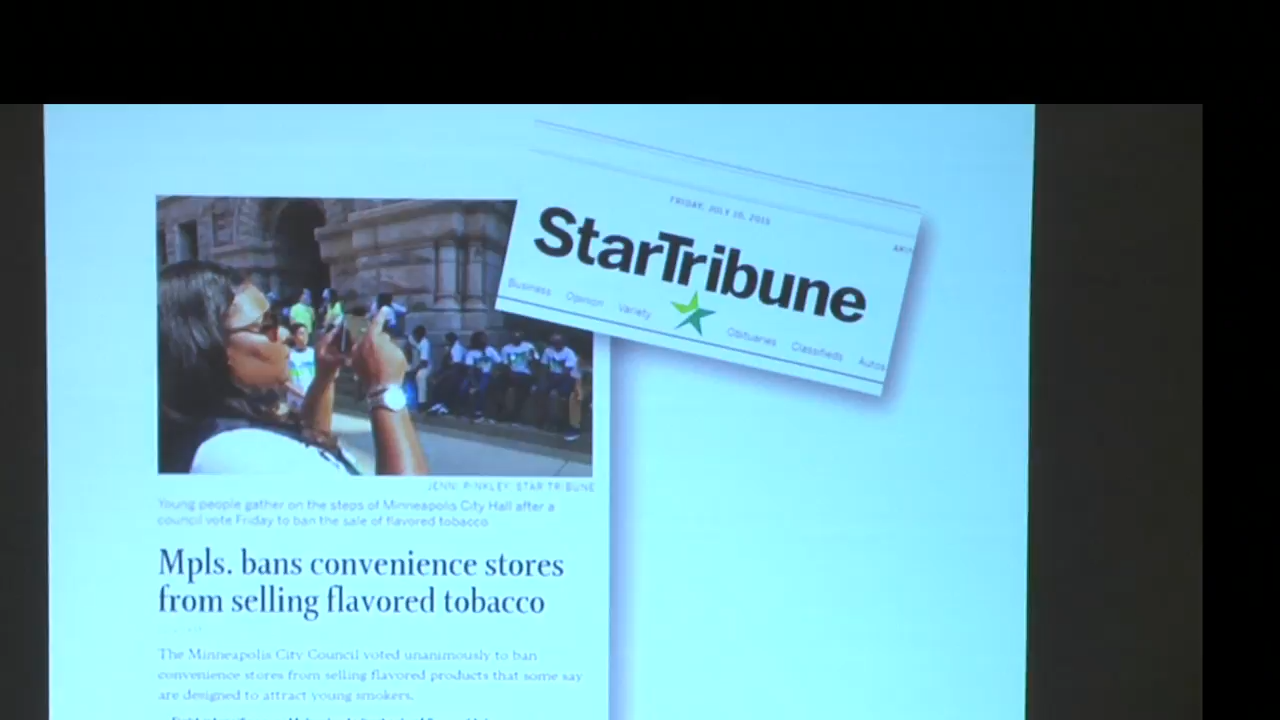 FRIDAY, JULY 10, 2015
StarTribune
Business Opinion Variety Obituaries Classifieds Autos
JENNI PINKLEY, STAR TRIBUNE
Young people gather on the steps of Minneapolis City Hall after a
council vote Friday to ban the sale of flavored tobacco
Mpls. bans convenience stores
from selling flavored tobacco
The Minneapolis City Council voted unanimously to ban
convenience stores from selling flavored products that some say
are designed to attract young smokers.